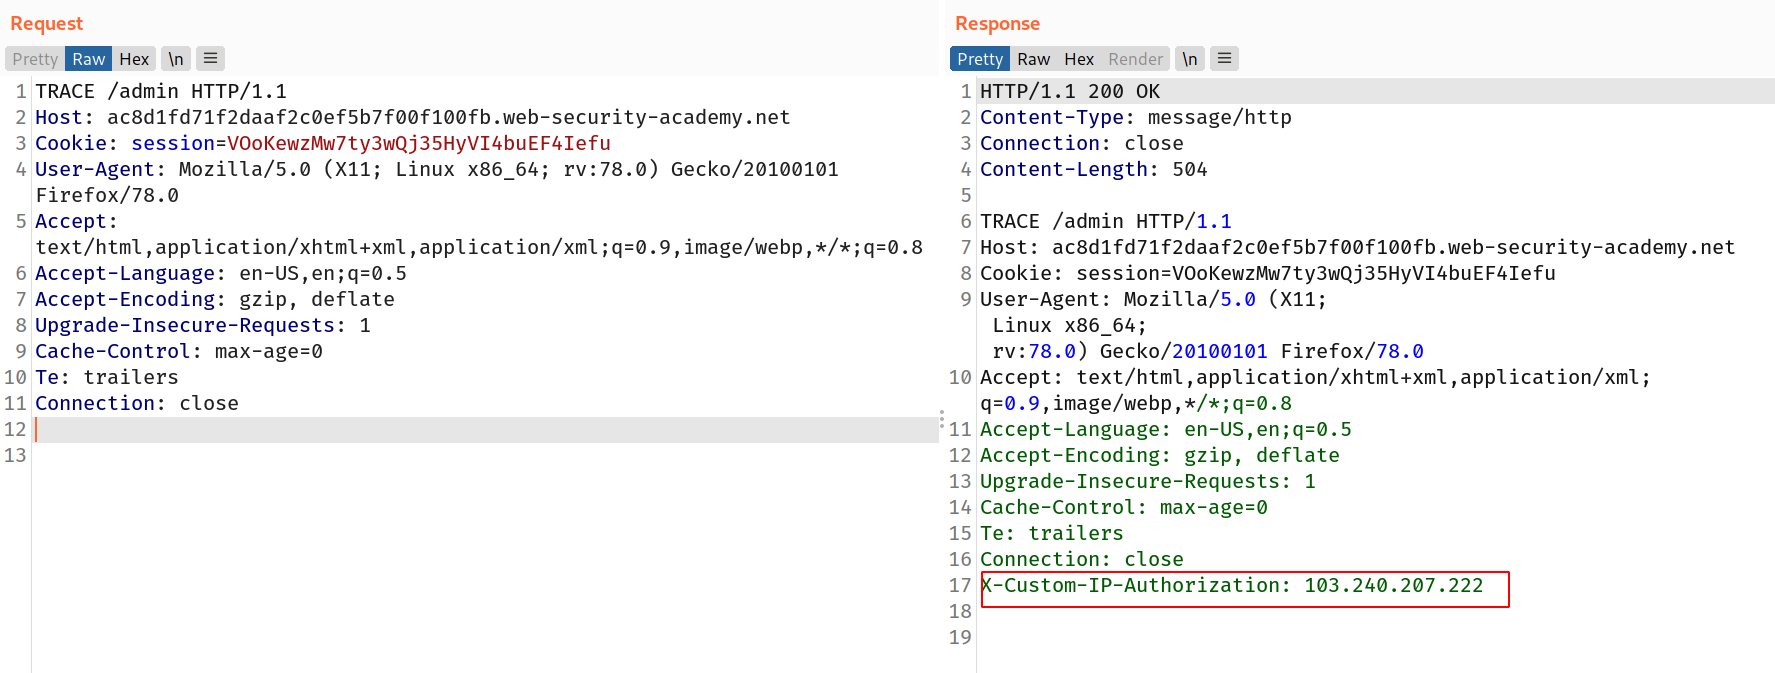 Request
Pretty Raw Hex \n
1 TRACE /admin HTTP/1.1
2 Host: ac8d1fd71f2daaf2c0ef5b7f00f100fb.web-security-academy.net
3 Cookie: session=VOoKewzMw7ty3wQj35HyVI4buEF4Iefu
4 User-Agent: Mozilla/5.0 (X11; Linux x86_64; rv:78.0) Gecko/20100101
Firefox/78.0
5 Accept:
text/html,application/xhtml+xml,application/xml;q=0.9,image/webp,*/*;q=0.8
6 Accept-Language: en-US,en;q=0.5
7 Accept-Encoding: gzip, deflate
8 Upgrade-Insecure-Requests: 1
9 Cache-Control: max-age=0
10 Te: trailers
11 Connection: close
12
13
Response
Pretty Raw Hex Render \n
1 HTTP/1.1 200 OK
2 Content-Type: message/http
3 Connection: close
4 Content-Length: 504
5
6 TRACE /admin HTTP/1.1
7 Host: ac8d1fd71f2daaf2c0ef5b7f00f100fb.web-security-academy.net
8 Cookie: session=VOoKewzMw7ty3wQj35HyVI4buEF4Iefu
9 User-Agent: Mozilla/5.0 (X11;
Linux x86_64;
rv:78.0) Gecko/20100101 Firefox/78.0
10 Accept: text/html,application/xhtml+xml,application/xml;
q=0.9,image/webp,*/*;q=0.8
11 Accept-Language: en-US,en;q=0.5
12 Accept-Encoding: gzip, deflate
13 Upgrade-Insecure-Requests: 1
14 Cache-Control: max-age=0
15 Te: trailers
16 Connection: close
17 X-Custom-IP-Authorization: 103.240.207.222
18
19